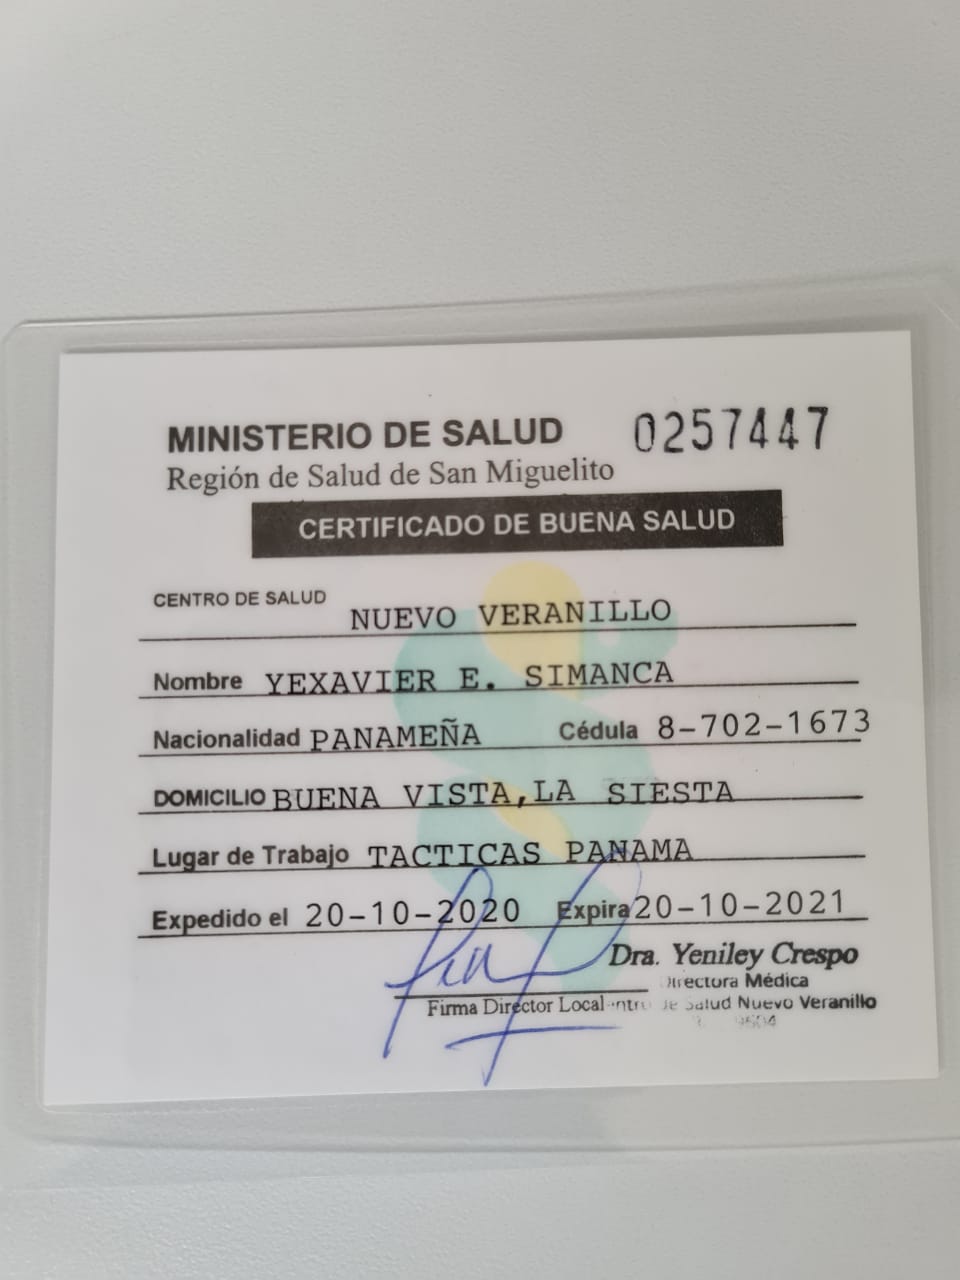 MINISTERIO DE SALUD 0257447
Región de Salud de San Miguelito
CERTIFICADO DE BUENA SALUD
CENTRO DE SALUD NUEVO VERANILLO
Nombre YEXAVIER E. SIMANCA
Nacionalidad PANAMEÑA Cédula 8-702-1673
DOMICILIO BUENA VISTA,LA SIESTA
Lugar de Trabajo TACTICAS PANAMA
Expedido el 20-10-2020 Expira 20-10-2021
Dra. Yeniley Crespo
Directora Médica
Firma Director Local de Salud Nuevo Veranillo